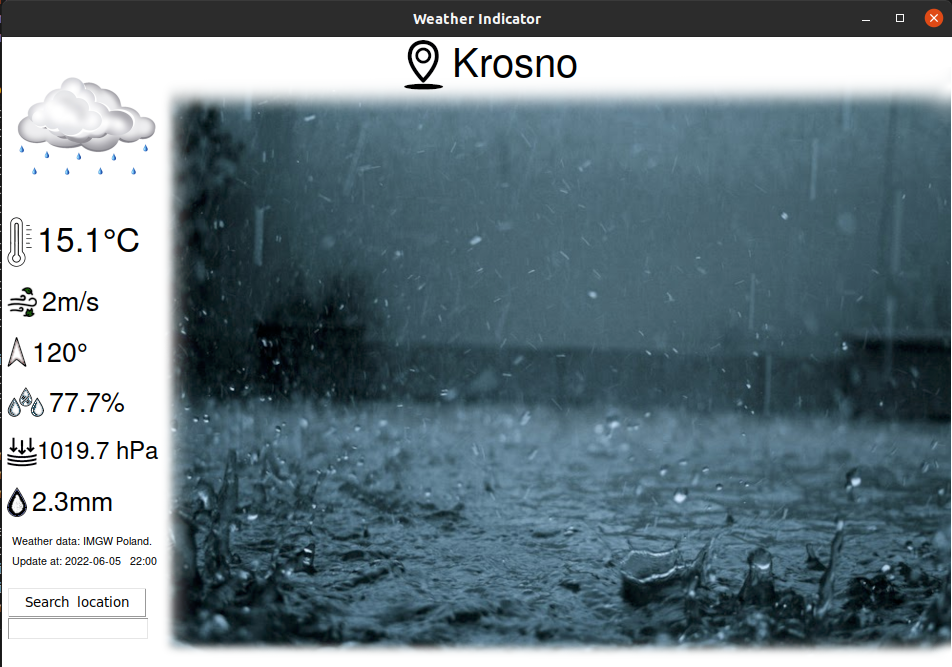 Weather Indicator
Krosno
15.1°C
2m/s
120°
77.7%
1019.7 hPa
2.3mm
Weather data: IMGW Poland.
Update at: 2022-06-05 22:00
Search location